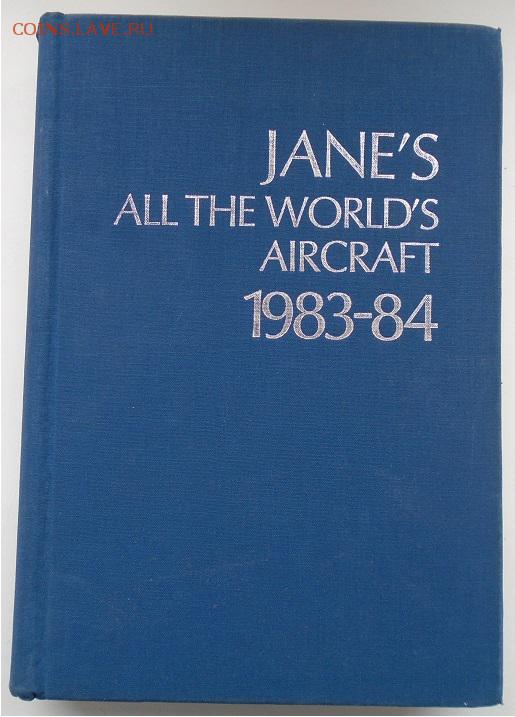 COINS.LAVE.RU
JANE'S
ALL THE WORLD'S
AIRCRAFT
1983-84